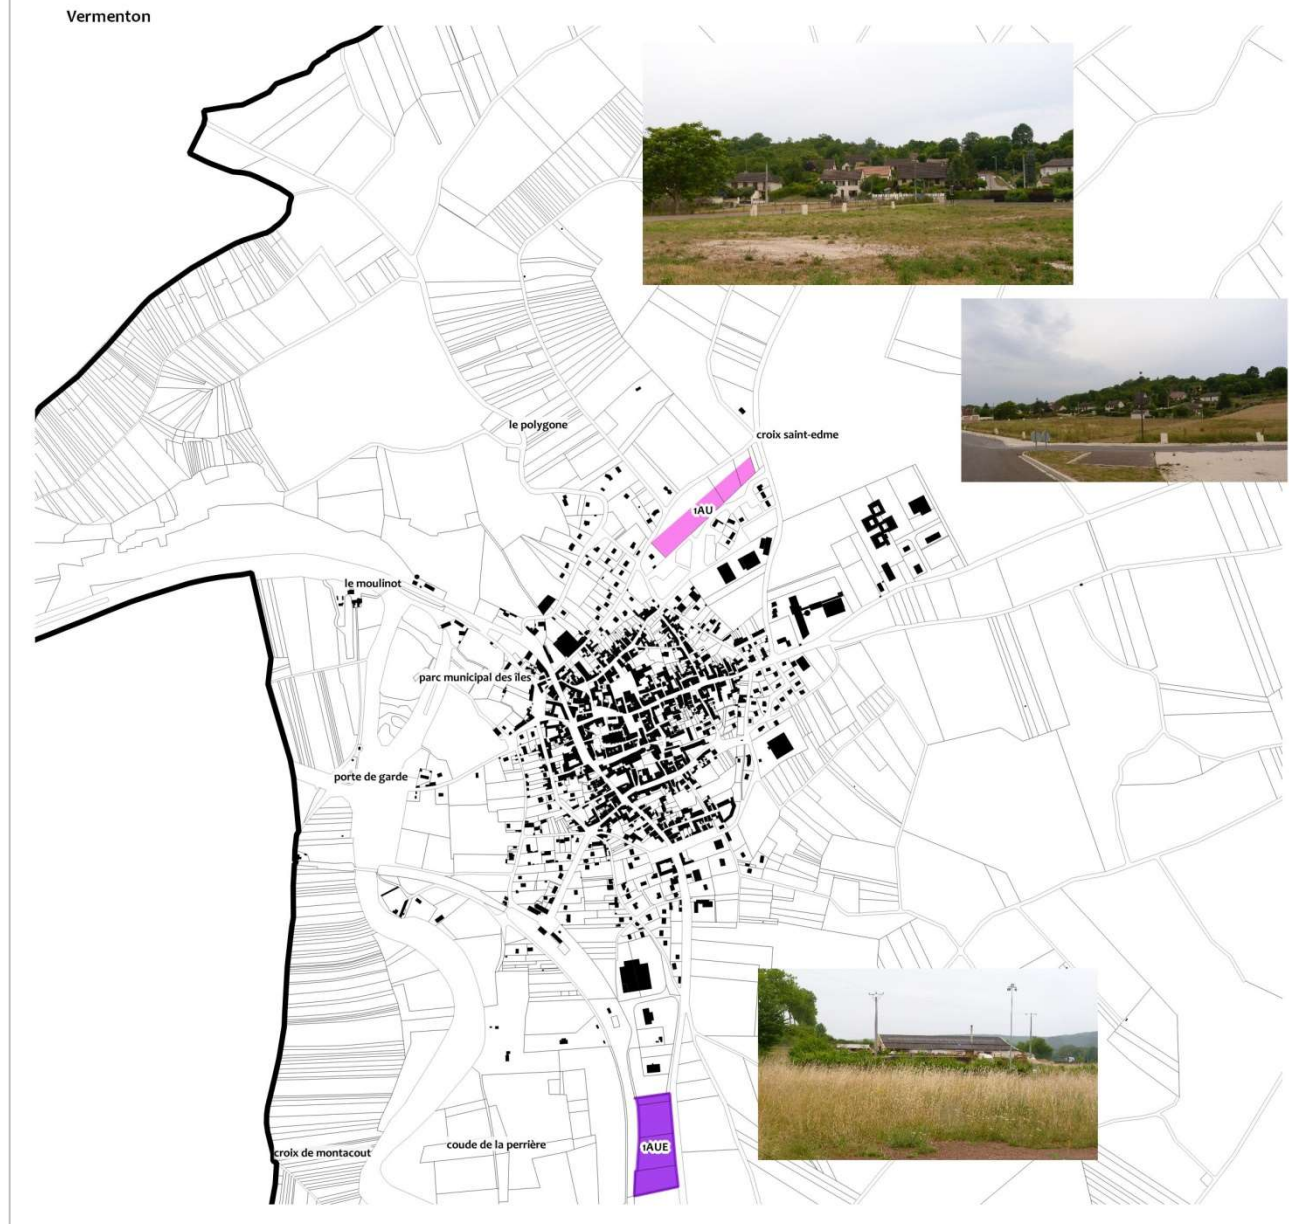 Vermenton
le polygone
croix saint-edme
1AU
le moulinot
parc municipal des îles
porte de garde
croix de montacout
coude de la perrière
1AUE